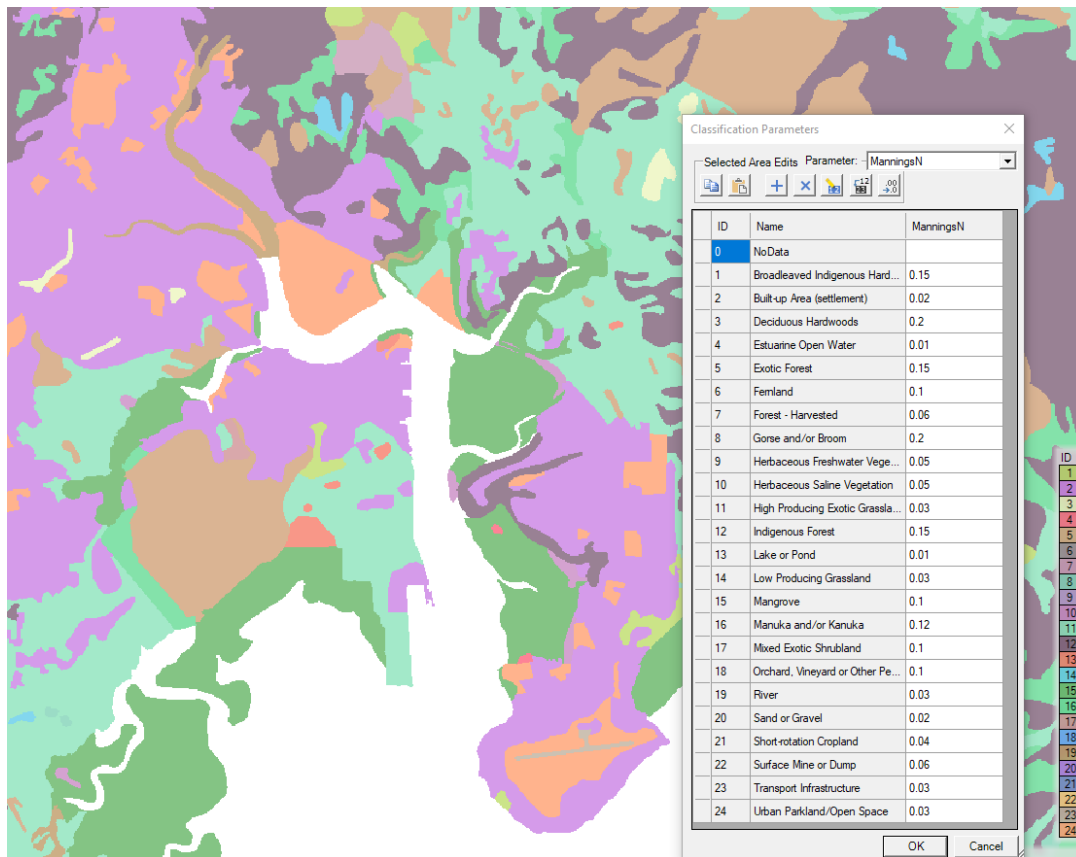 Classification Parameters
Selected Area Edits Parameter: ManningsN
ID Name ManningsN
0 NoData
1 Broadleaved Indigenous Hard... 0.15
2 Built-up Area (settlement) 0.02
3 Deciduous Hardwoods 0.2
4 Estuarine Open Water 0.01
5 Exotic Forest 0.15
6 Fernland 0.1
7 Forest - Harvested 0.06
8 Gorse and/or Broom 0.2
9 Herbaceous Freshwater Vege... 0.05
10 Herbaceous Saline Vegetation 0.05
11 High Producing Exotic Grassla... 0.03
12 Indigenous Forest 0.15
13 Lake or Pond 0.01
14 Low Producing Grassland 0.03
15 Mangrove 0.1
16 Manuka and/or Kanuka 0.12
17 Mixed Exotic Shrubland 0.1
18 Orchard, Vineyard or Other Pe... 0.1
19 River 0.03
20 Sand or Gravel 0.02
21 Short-rotation Cropland 0.04
22 Surface Mine or Dump 0.06
23 Transport Infrastructure 0.03
24 Urban Parkland/Open Space 0.03
OK Cancel
ID
1
2
3
4
5
6
7
8
9
10
11
12
13
14
15
16
17
18
19
20
21
22
23
24